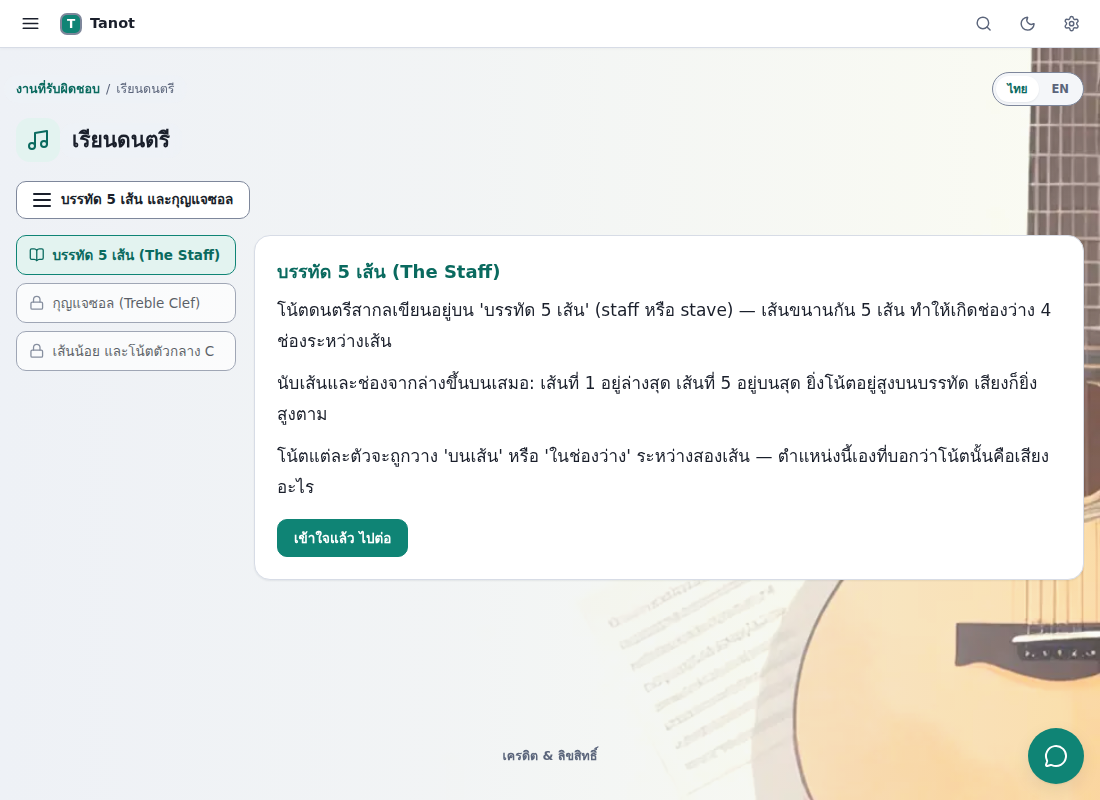 T Tanot
งานที่รับผิดชอบ / เรียนดนตรี
ไทย EN
เรียนดนตรี
บรรทัด 5 เส้น และกุญแจซอล
บรรทัด 5 เส้น (The Staff)
กุญแจซอล (Treble Clef)
เส้นน้อย และโน้ตตัวกลาง C
บรรทัด 5 เส้น (The Staff)
โน้ตดนตรีสากลเขียนอยู่บน 'บรรทัด 5 เส้น' (staff หรือ stave) — เส้นขนานกัน 5 เส้น ทำให้เกิดช่องว่าง 4
ช่องระหว่างเส้น
นับเส้นและช่องจากล่างขึ้นบนเสมอ: เส้นที่ 1 อยู่ล่างสุด เส้นที่ 5 อยู่บนสุด ยิ่งโน้ตอยู่สูงบนบรรทัด เสียงก็ยิ่ง
สูงตาม
โน้ตแต่ละตัวจะถูกวาง 'บนเส้น' หรือ 'ในช่องว่าง' ระหว่างสองเส้น — ตำแหน่งนี้เองที่บอกว่าโน้ตนั้นคือเสียง
อะไร
เข้าใจแล้ว ไปต่อ
เครดิต & ลิขสิทธิ์